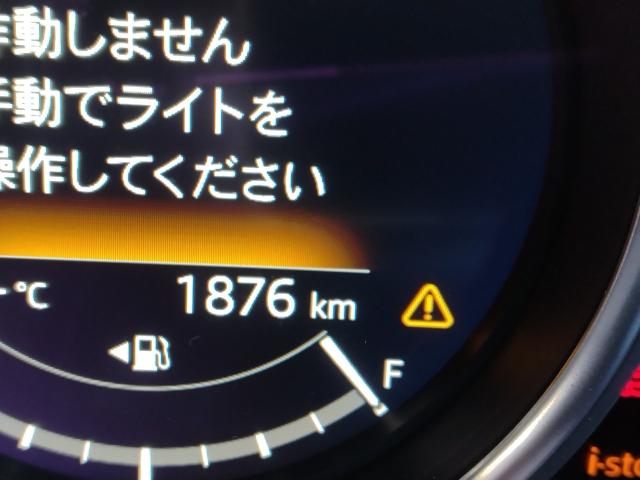 作動しません
手動でライトを
操作してください
-°C
1876 km
F
i-sto